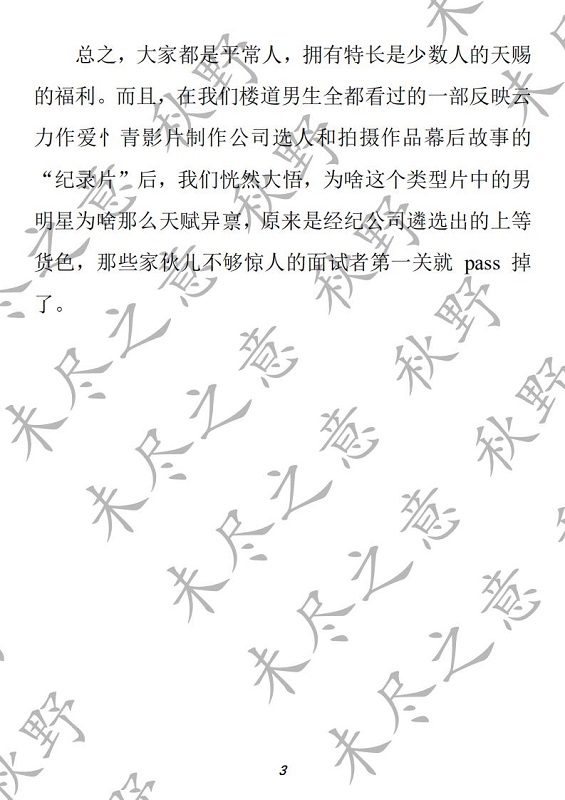 总之，大家都是平常人，拥有特长是少数人的天赐
的福利。而且，在我们楼道男生全都看过的一部反映云
力作爱忄青影片制作公司选人和拍摄作品幕后故事的
“纪录片”后，我们恍然大悟，为啥这个类型片中的男
明星为啥那么天赋异禀，原来是经纪公司遴选出的上等
货色，那些家伙儿不够惊人的面试者第一关就 pass 掉
了。
未尽之意 秋野
未尽之意 秋野
未尽之意 秋野
未尽之意 秋野
未尽之意
未尽之意
秋野
3